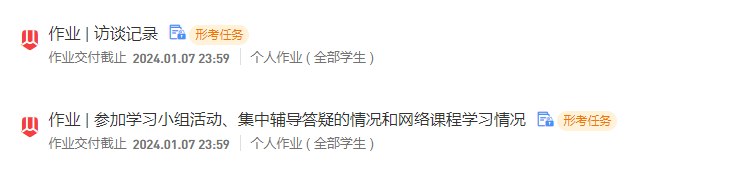 作业 | 访谈记录 形考任务
作业交付截止 2024.01.07 23:59 个人作业 ( 全部学生 )
作业 | 参加学习小组活动、集中辅导答疑的情况和网络课程学习情况 形考任务
作业交付截止 2024.01.07 23:59 个人作业 ( 全部学生 )